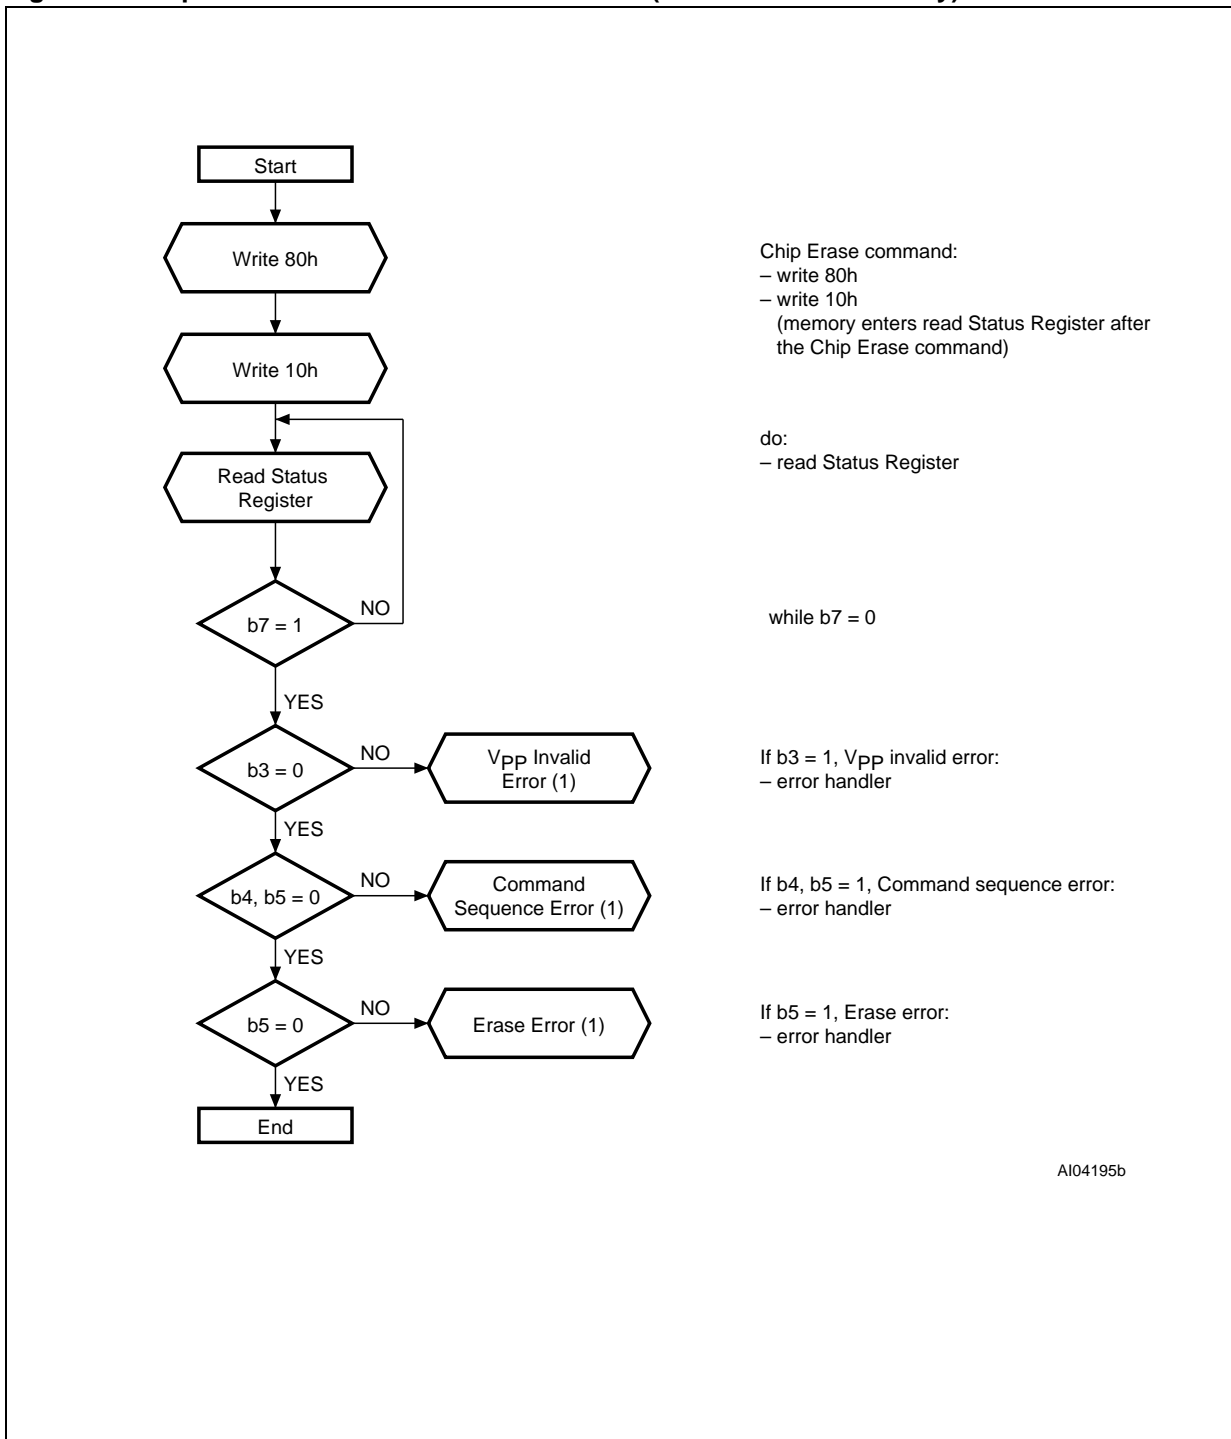 Start
Write 80h
Chip Erase command:
– write 80h
– write 10h
(memory enters read Status Register after
the Chip Erase command)
Write 10h
do:
– read Status Register
Read Status
Register
b7 = 1
NO
while b7 = 0
YES
b3 = 0
NO
VPP Invalid
Error (1)
If b3 = 1, VPP invalid error:
– error handler
YES
b4, b5 = 0
NO
Command
Sequence Error (1)
If b4, b5 = 1, Command sequence error:
– error handler
YES
b5 = 0
NO
Erase Error (1)
If b5 = 1, Erase error:
– error handler
YES
End
AI04195b